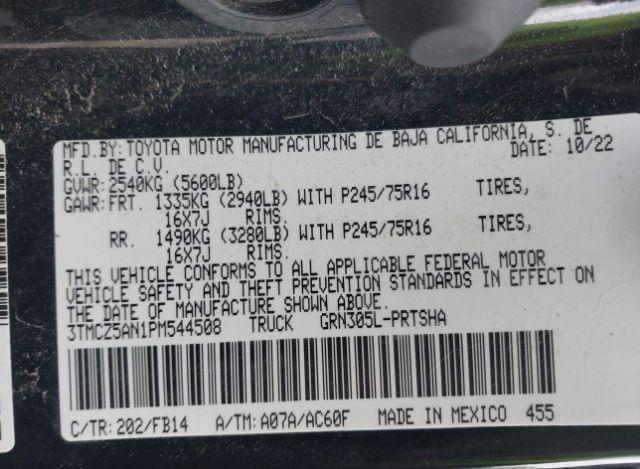 MFD.BY: TOYOTA MOTOR MANUFACTURING DE BAJA CALIFORNIA, S. DE
R.L. DE C.V. DATE: 10/22
GVWR: 2540KG (5600LB)
GAWR: FRT. 1335KG (2940LB) WITH P245/75R16 TIRES,
16X7J RIMS.
RR. 1490KG (3280LB) WITH P245/75R16 TIRES,
16X7J RIMS.
THIS VEHICLE CONFORMS TO ALL APPLICABLE FEDERAL MOTOR
VEHICLE SAFETY AND THEFT PREVENTION STANDARDS IN EFFECT ON
THE DATE OF MANUFACTURE SHOWN ABOVE.
3TMCZ5AN1PM544508 TRUCK GRN305L-PRTSHA
C/TR: 202/FB14 A/TM: A07A/AC60F MADE IN MEXICO 455